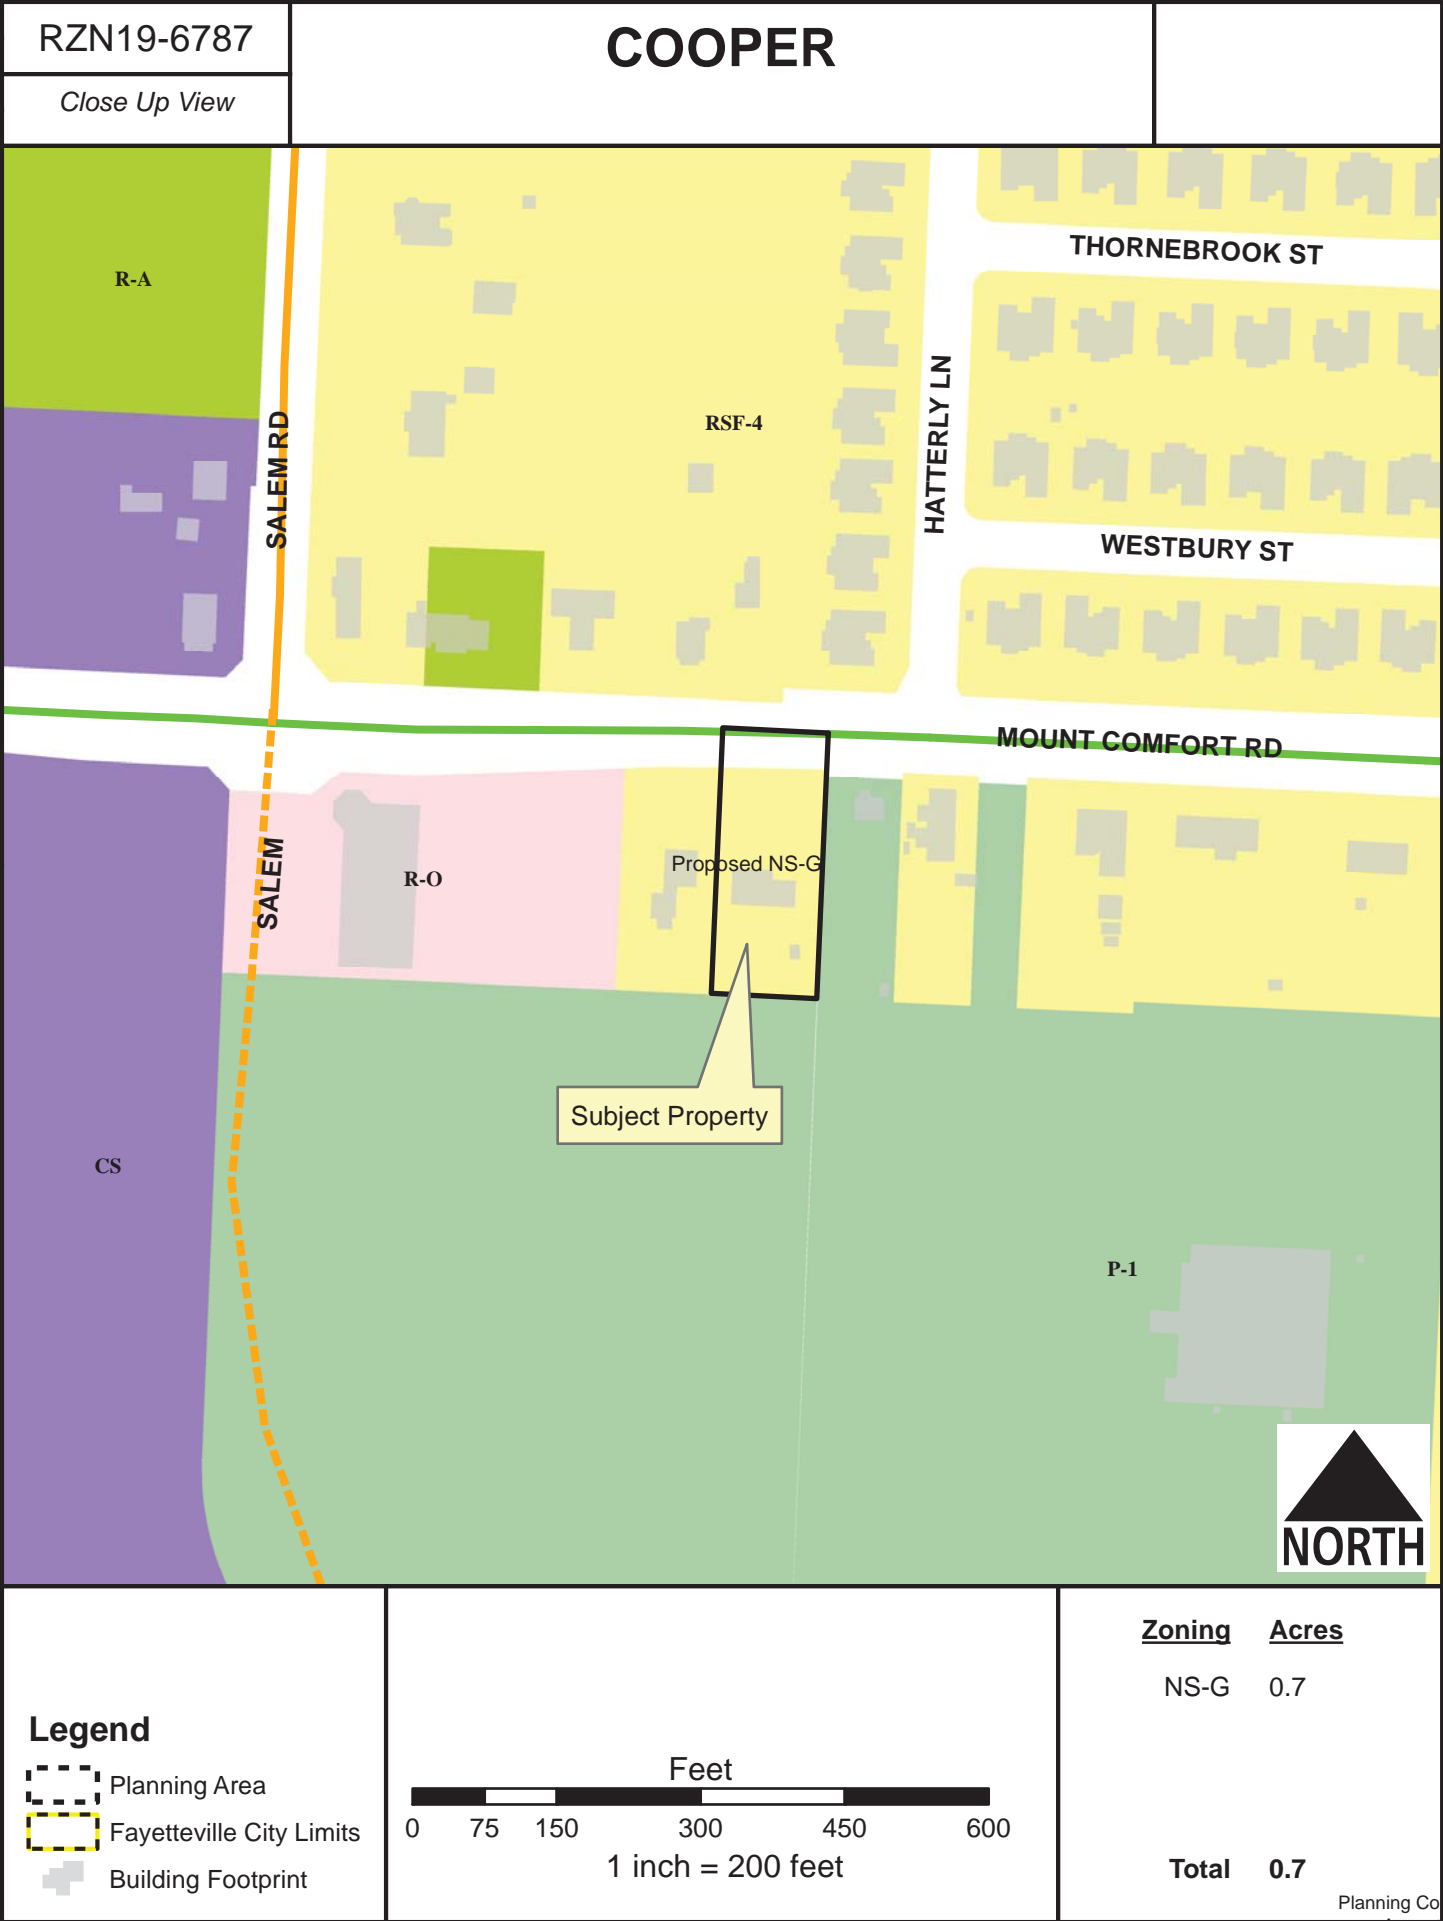 RZN19-6787
COOPER
Close Up View
THORNEBROOK ST
R-A
RSF-4
HATTERLY LN
SALEM RD
WESTBURY ST
MOUNT COMFORT RD
Proposed NS-G
R-O
SALEM
Subject Property
CS
P-1
NORTH
Zoning Acres
NS-G 0.7
Legend
Planning Area
Fayetteville City Limits
Building Footprint
Feet
0 75 150 300 450 600
1 inch = 200 feet
Total 0.7
Planning Co